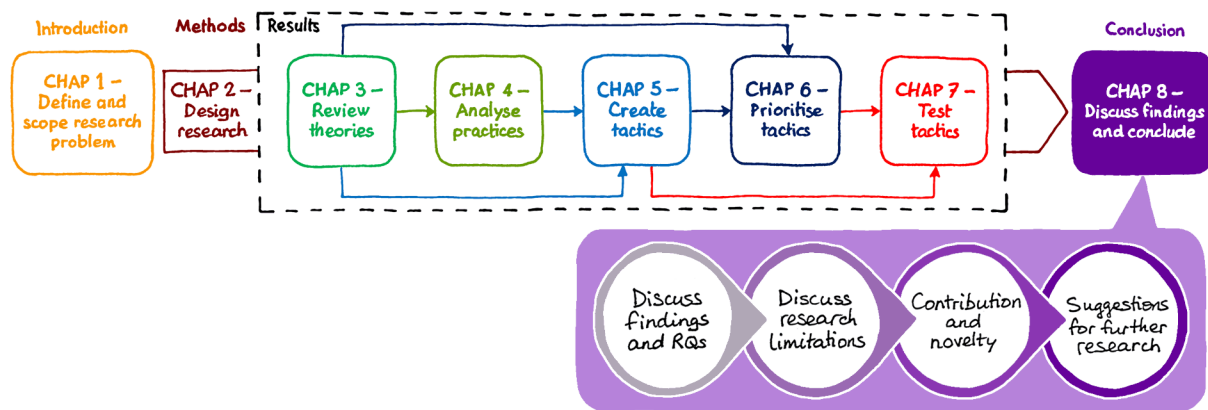 Introduction
Methods
Results
Conclusion
CHAP 1 –
Define and
scope research
problem
CHAP 2 –
Design
research
CHAP 3 –
Review
theories
CHAP 4 –
Analyse
practices
CHAP 5 –
Create
tactics
CHAP 6 –
Prioritise
tactics
CHAP 7 –
Test
tactics
CHAP 8 –
Discuss findings
and conclude
Discuss
findings
and RQs
Discuss
research
limitations
Contribution
and
novelty
Suggestions
for further
research